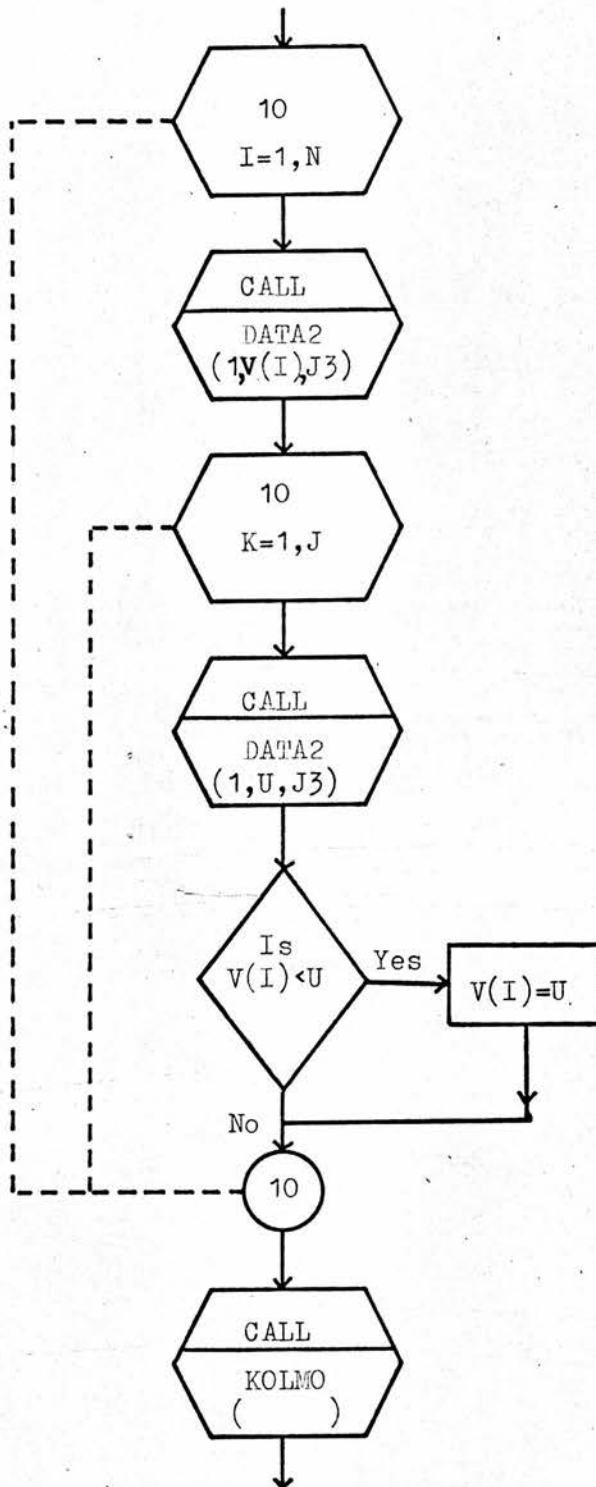 10
I=1,N
CALL
DATA2
(1,V(I),J3)
10
K=1,J
CALL
DATA2
(1,U,J3)
Is
V(I)<U
Yes
V(I)=U
No
10
CALL
KOLMO
( )